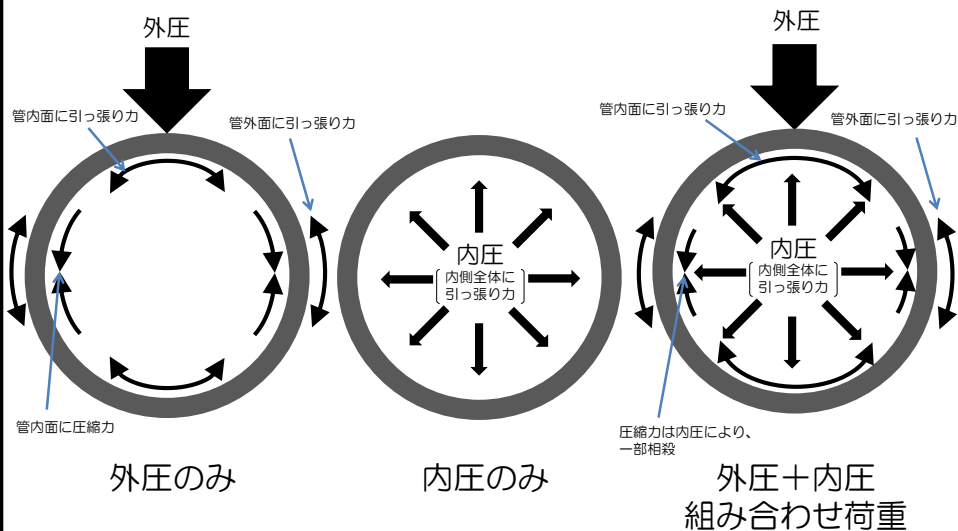 外圧
管内面に引っ張り力
管外面に引っ張り力
管内面に圧縮力
外圧のみ
内圧
内側全体に
引っ張り力
内圧のみ
外圧
管内面に引っ張り力
管外面に引っ張り力
内圧
内側全体に
引っ張り力
圧縮力は内圧により、
一部相殺
外圧＋内圧
組み合わせ荷重